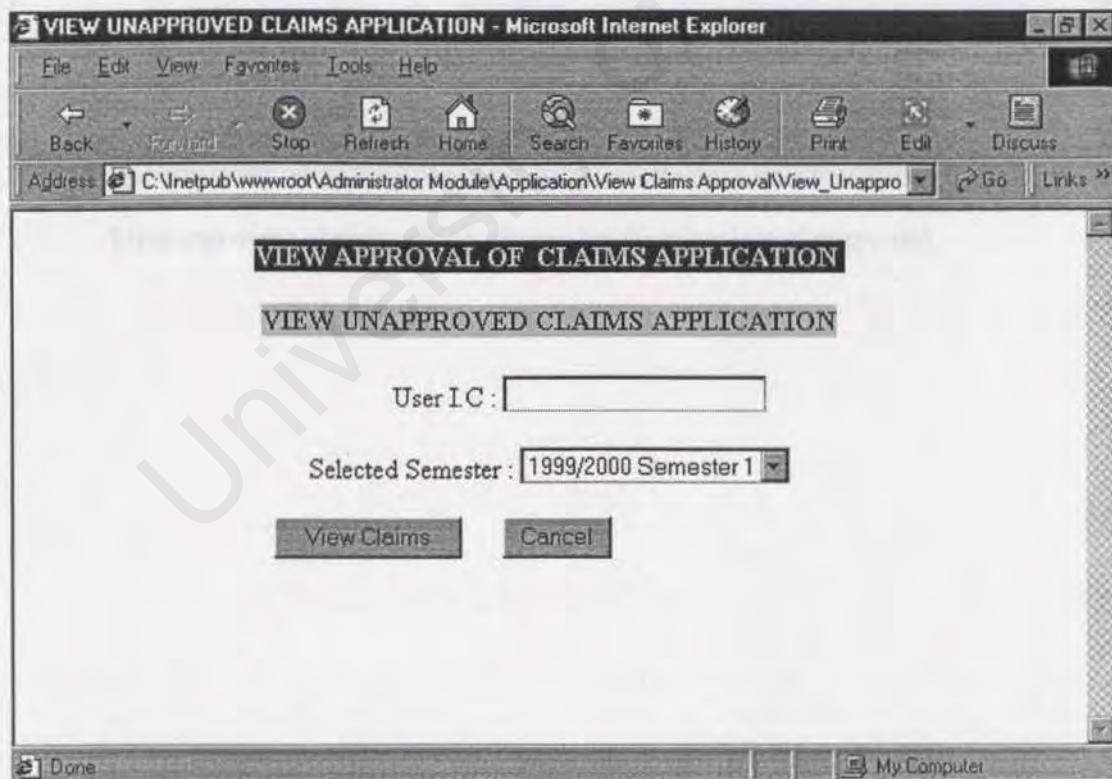 VIEW UNAPPROVED CLAIMS APPLICATION - Microsoft Internet Explorer
File Edit View Favorites Tools Help
Back Forward Stop Refresh Home Search Favorites History Print Edit Discuss
Address C:\Inetpub\wwwroot\Administrator Module\Application\View Claims Approval\View_Unappro Go Links »
VIEW APPROVAL OF CLAIMS APPLICATION
VIEW UNAPPROVED CLAIMS APPLICATION
User I.C :
Selected Semester : 1999/2000 Semester 1
View Claims Cancel
Done My Computer
Univers